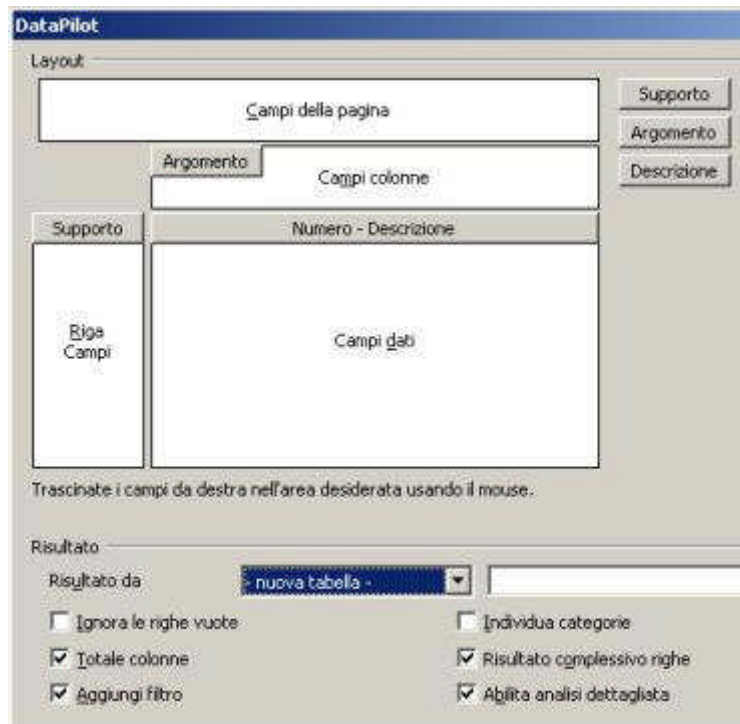 DataPilot
Layout
Campi della pagina
Supporto
Argomento
Descrizione
Argomento
Campi colonne
Supporto
Numero - Descrizione
Riga
Campi
Campi dati
Trascinate i campi da destra nell'area desiderata usando il mouse.
Risultato
Risultato da
- nuova tabella -
Ignora le righe vuote
Individua categorie
Totale colonne
Risultato complessivo righe
Aggiungi filtro
Abilita analisi dettagliata